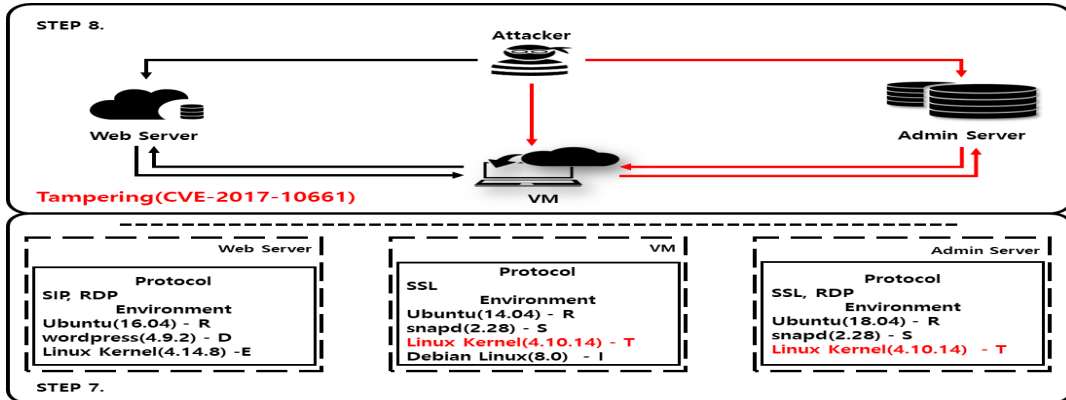 STEP 8.
Attacker
Web Server
Admin Server
VM
Tampering(CVE-2017-10661)
Web Server
Protocol
SIP, RDP
Environment
Ubuntu(16.04) - R
wordpress(4.9.2) - D
Linux Kernel(4.14.8) -E
VM
Protocol
SSL
Environment
Ubuntu(14.04) - R
snapd(2.28) - S
Linux Kernel(4.10.14) - T
Debian Linux(8.0) - I
Admin Server
Protocol
SSL, RDP
Environment
Ubuntu(18.04) - R
snapd(2.28) - S
Linux Kernel(4.10.14) - T
STEP 7.